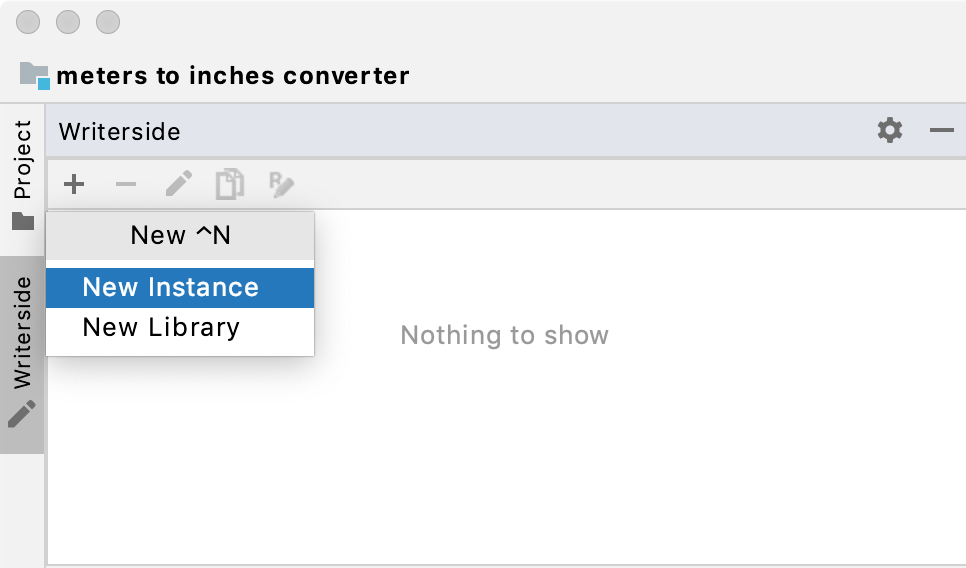 meters to inches converter
Project
Writerside
Writerside
New ^N
New Instance
New Library
Nothing to show